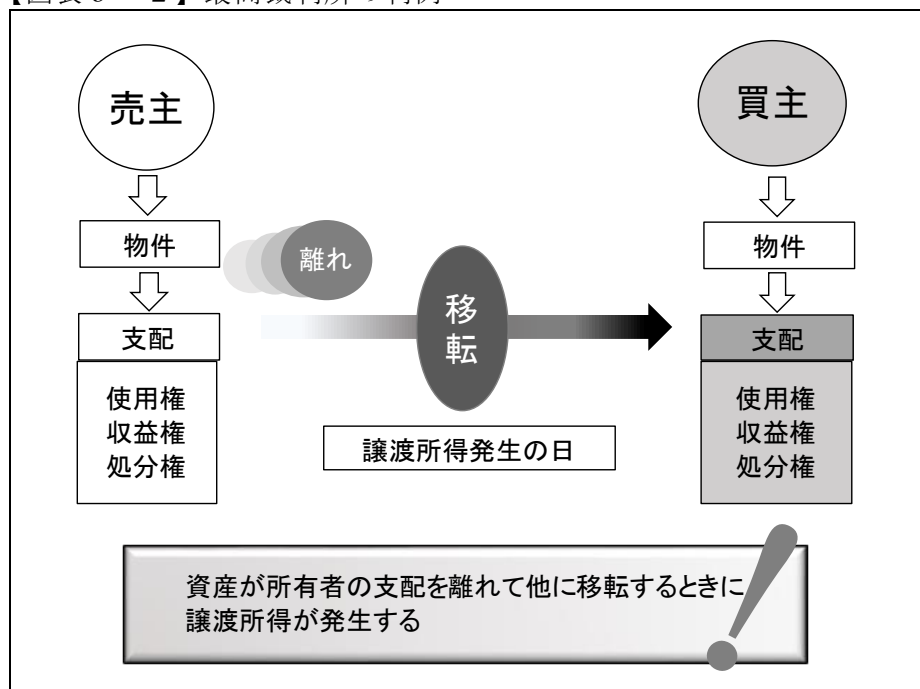 売主
買主
物件
物件
離れ
移転
支配
支配
使用権
収益権
処分権
使用権
収益権
処分権
譲渡所得発生の日
資産が所有者の支配を離れて他に移転するときに
譲渡所得が発生する